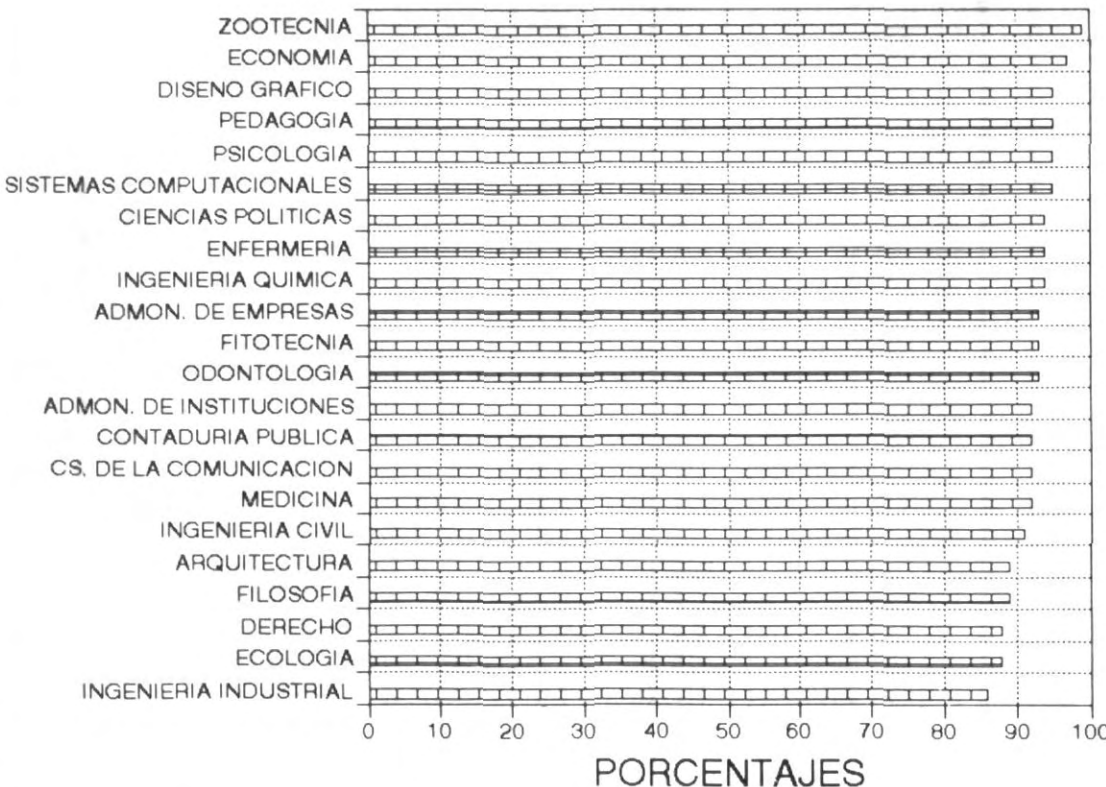 ZOOTECNIA
ECONOMIA
DISENO GRAFICO
PEDAGOGIA
PSICOLOGIA
SISTEMAS COMPUTACIONALES
CIENCIAS POLITICAS
ENFERMERIA
INGENIERIA QUIMICA
ADMON. DE EMPRESAS
FITOTECNIA
ODONTOLOGIA
ADMON. DE INSTITUCIONES
CONTADURIA PUBLICA
CS. DE LA COMUNICACION
MEDICINA
INGENIERIA CIVIL
ARQUITECTURA
FILOSOFIA
DERECHO
ECOLOGIA
INGENIERIA INDUSTRIAL
0 10 20 30 40 50 60 70 80 90 100
PORCENTAJES